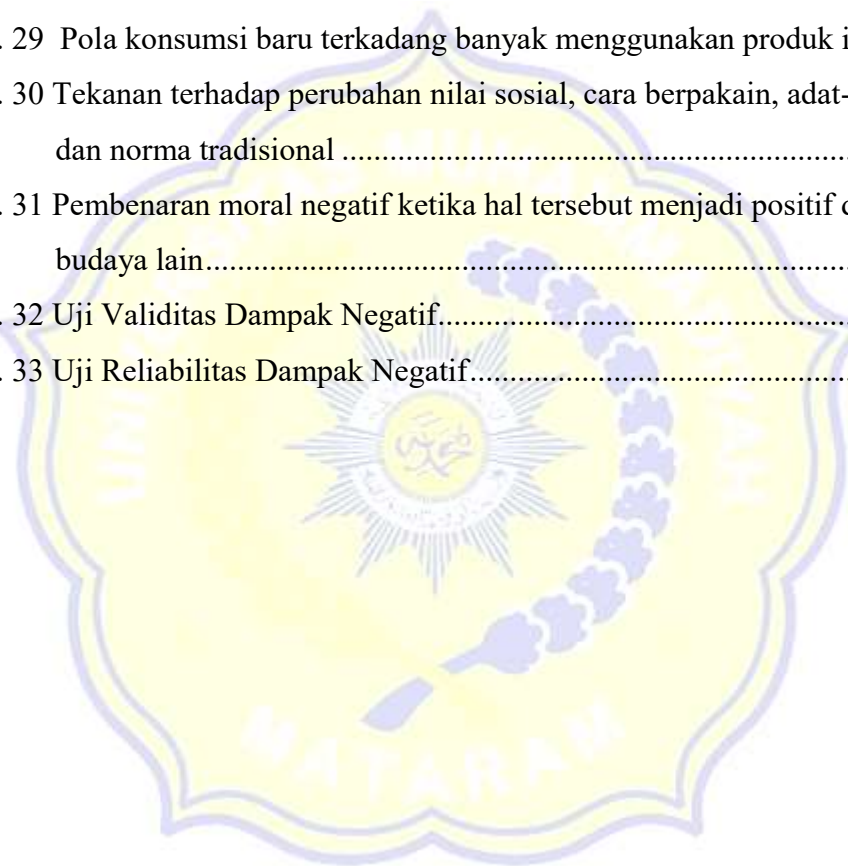 . 29 Pola konsumsi baru terkadang banyak menggunakan produk i
. 30 Tekanan terhadap perubahan nilai sosial, cara berpakain, adat-
dan norma tradisional ..........................................................................
. 31 Pembenaran moral negatif ketika hal tersebut menjadi positif d
budaya lain..............................................................................................
. 32 Uji Validitas Dampak Negatif............................................................
. 33 Uji Reliabilitas Dampak Negatif........................................................
UNIVERSITAS MUHAMMADIYAH
MATARAM